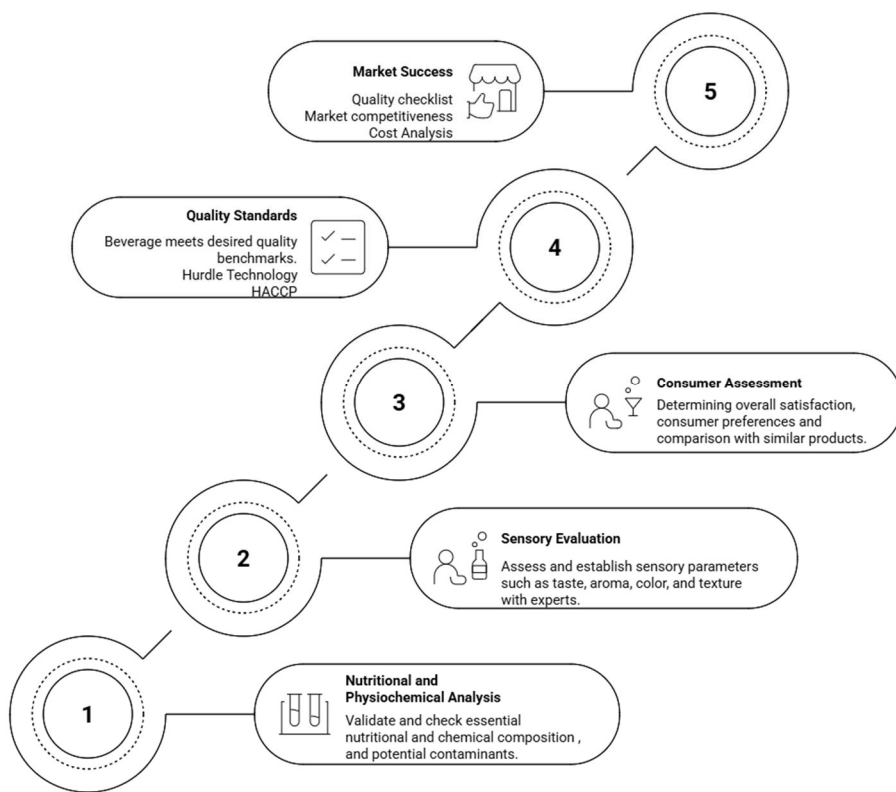 5
Market Success
Quality checklist
Market competitiveness
Cost Analysis
4
Quality Standards
Beverage meets desired quality
benchmarks.
Hurdle Technology
HACCP
3
Consumer Assessment
Determining overall satisfaction,
consumer preferences and
comparison with similar products.
2
Sensory Evaluation
Assess and establish sensory parameters
such as taste, aroma, color, and texture
with experts.
1
Nutritional and
Physiochemical Analysis
Validate and check essential
nutritional and chemical composition ,
and potential contaminants.